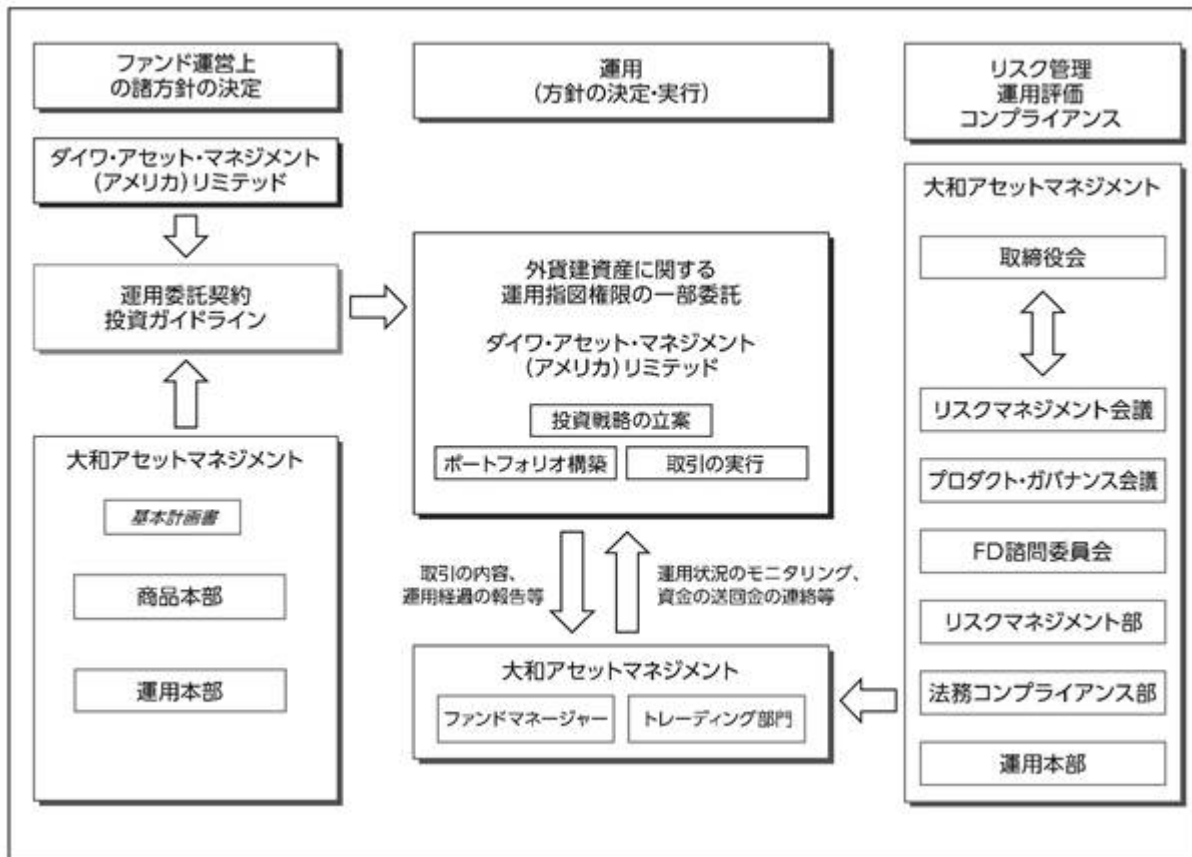 ファンド運営上
の諸方針の決定
ダイワ・アセット・マネジメント
(アメリカ)リミテッド
運用委託契約
投資ガイドライン
大和アセットマネジメント
基本計画書
商品本部
運用本部
運用
(方針の決定・実行)
外貨建資産に関する
運用指図権限の一部委託
ダイワ・アセット・マネジメント
(アメリカ)リミテッド
投資戦略の立案
ポートフォリオ構築
取引の実行
取引の内容、
運用経過の報告等
運用状況のモニタリング、
資金の送回金の連絡等
大和アセットマネジメント
ファンドマネージャー
トレーディング部門
リスク管理
運用評価
コンプライアンス
大和アセットマネジメント
取締役会
リスクマネジメント会議
プロダクト・ガバナンス会議
FD諮問委員会
リスクマネジメント部
法務コンプライアンス部
運用本部